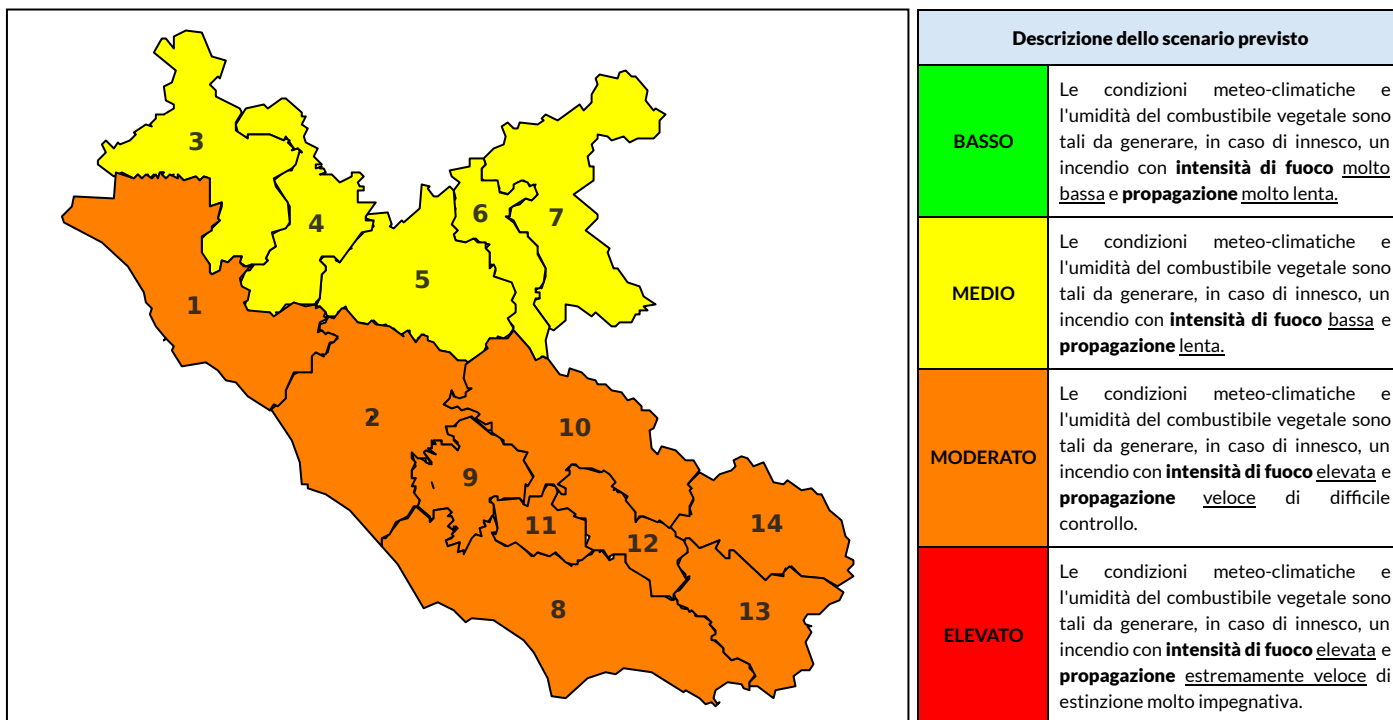 3
4
6
7
5
1
2
10
9
11
12
14
8
13
Descrizione dello scenario previsto
BASSO
Le condizioni meteo-climatiche e
l'umidità del combustibile vegetale sono
tali da generare, in caso di innesco, un
incendio con intensità di fuoco molto
bassa e propagazione molto lenta.
MEDIO
Le condizioni meteo-climatiche e
l'umidità del combustibile vegetale sono
tali da generare, in caso di innesco, un
incendio con intensità di fuoco bassa e
propagazione lenta.
MODERATO
Le condizioni meteo-climatiche e
l'umidità del combustibile vegetale sono
tali da generare, in caso di innesco, un
incendio con intensità di fuoco elevata e
propagazione veloce di difficile
controllo.
ELEVATO
Le condizioni meteo-climatiche e
l'umidità del combustibile vegetale sono
tali da generare, in caso di innesco, un
incendio con intensità di fuoco elevata e
propagazione estremamente veloce di
estinzione molto impegnativa.